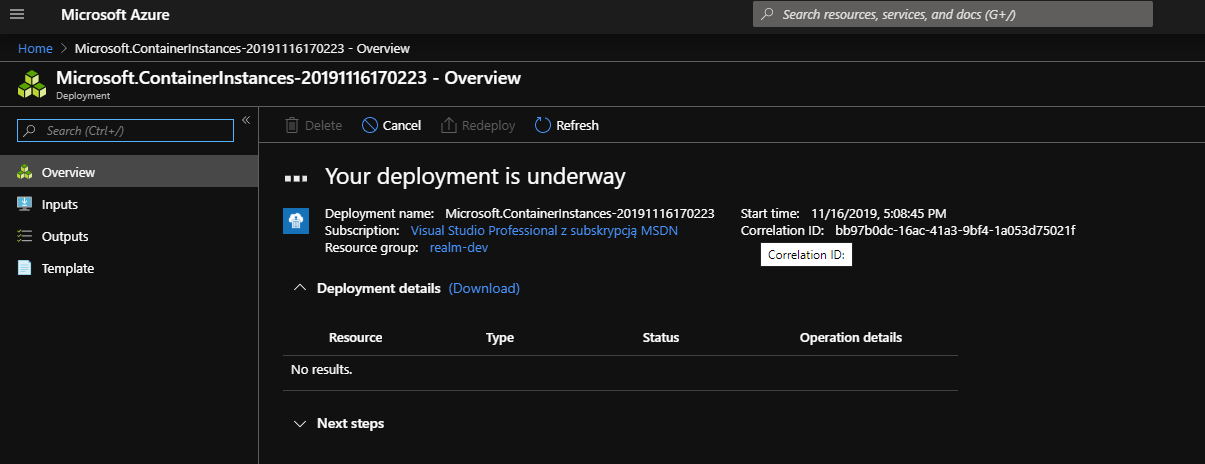 Microsoft Azure
Search resources, services, and docs (G+/)
Home > Microsoft.ContainerInstances-20191116170223 - Overview
Microsoft.ContainerInstances-20191116170223 - Overview
Deployment
Search (Ctrl+/)
«
Delete Cancel Redeploy Refresh
Overview
Inputs
Outputs
Template
Your deployment is underway
Deployment name: Microsoft.ContainerInstances-20191116170223
Subscription: Visual Studio Professional z subskrypcją MSDN
Resource group: realm-dev
Start time: 11/16/2019, 5:08:45 PM
Correlation ID: bb97b0dc-16ac-41a3-9bf4-1a053d75021f
Correlation ID:
Deployment details (Download)
Resource Type Status Operation details
No results.
Next steps